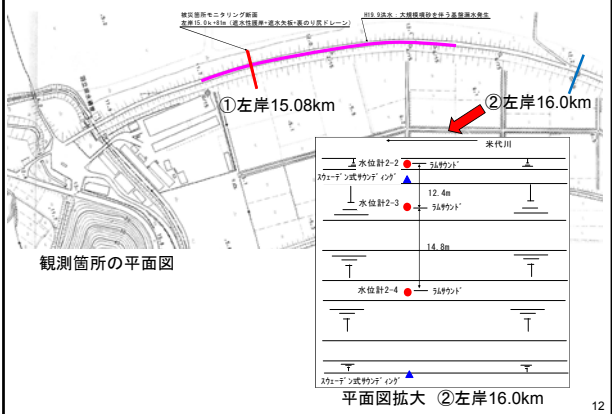 被災箇所モニタリング断面
左岸15.0k+81m（遮水性護岸+遮水矢板+裏のり尻ドレーン）
H19.9洪水：大規模噴砂を伴う基盤漏水発生
①左岸15.08km
②左岸16.0km
米代川
水位計2-2
ラムサウンド
スウェーデン式サウンディング
12.4m
水位計2-3
ラムサウンド
14.8m
水位計2-4
ラムサウンド
スウェーデン式サウンディング
観測箇所の平面図
平面図拡大 ②左岸16.0km
12